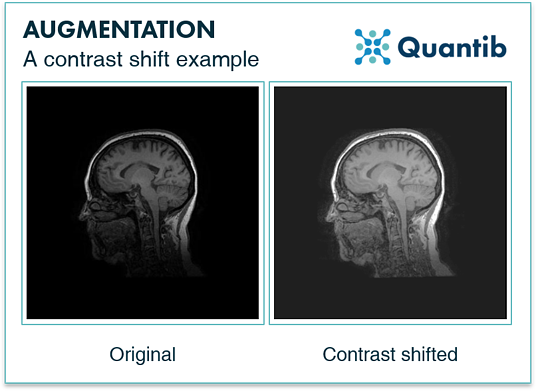 AUGMENTATION
A contrast shift example
Quantib
Original
Contrast shifted